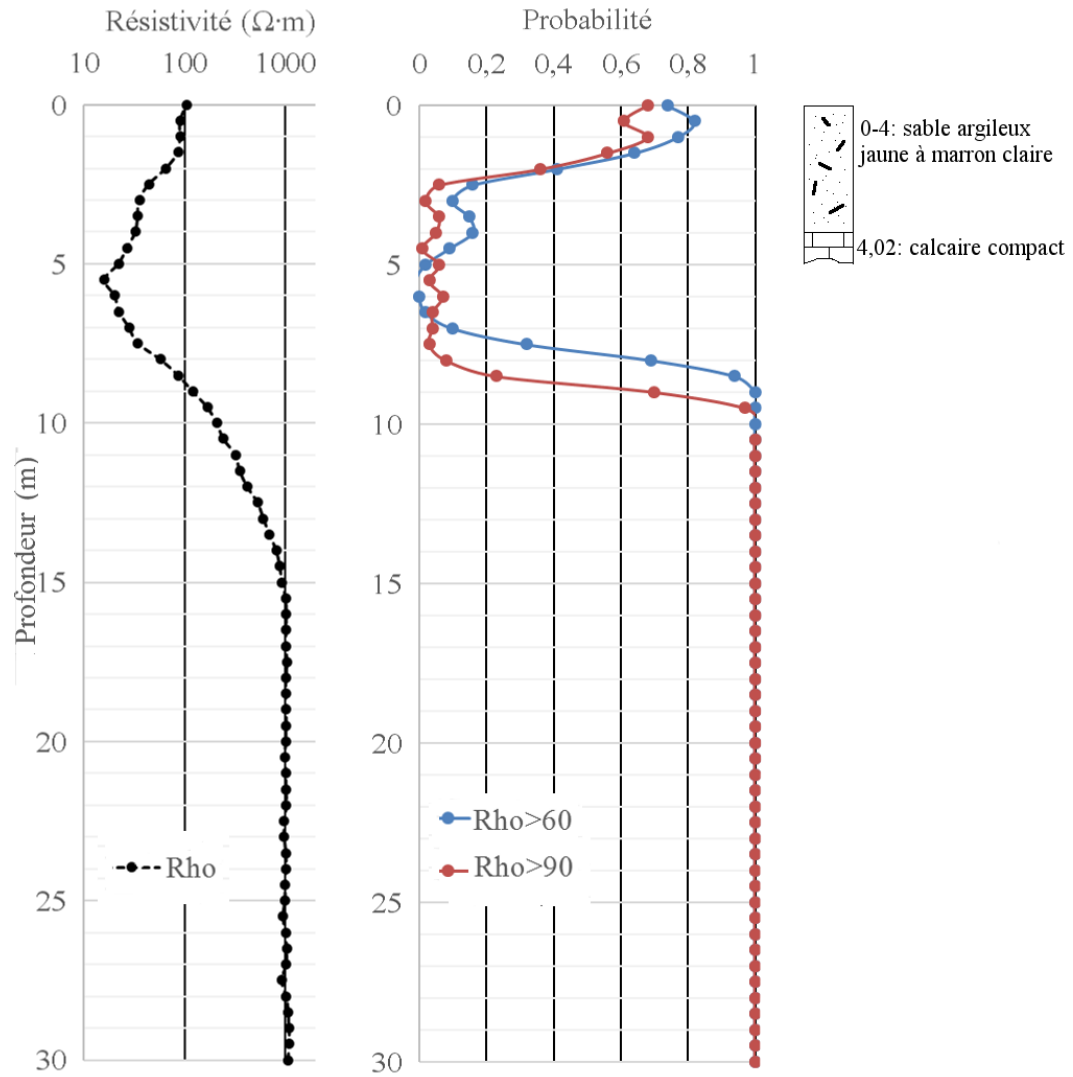 Résistivité (Ω·m)
10 100 1000
0
5
10
15
20
25
30
Profondeur (m)
Rho
Probabilité
0 0,2 0,4 0,6 0,8 1
0
5
10
15
20
25
30
Rho>60
Rho>90
0-4: sable argileux
jaune à marron claire
4,02: calcaire compact